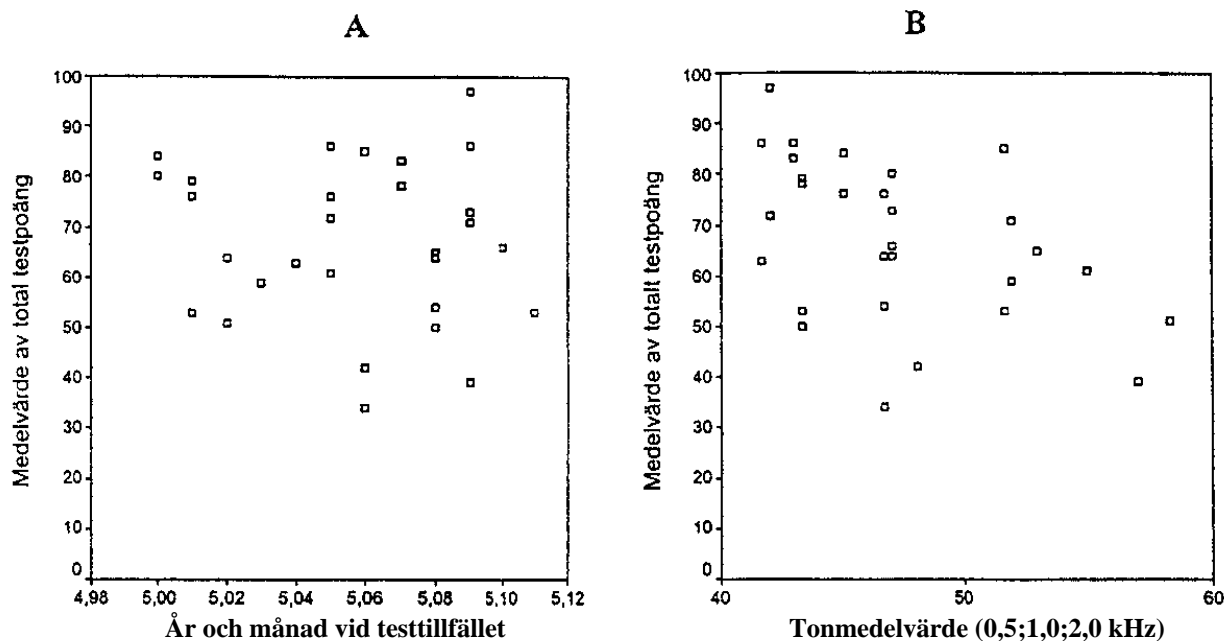 A
Medelvärde av total testpoäng
100
90
80
70
60
50
40
30
20
10
0
4,98 5,00 5,02 5,04 5,06 5,08 5,10 5,12
År och månad vid testtillfället
B
Medelvärde av totalt testpoäng
100
90
80
70
60
50
40
30
20
10
0
40 50 60
Tonmedelvärde (0,5;1,0;2,0 kHz)